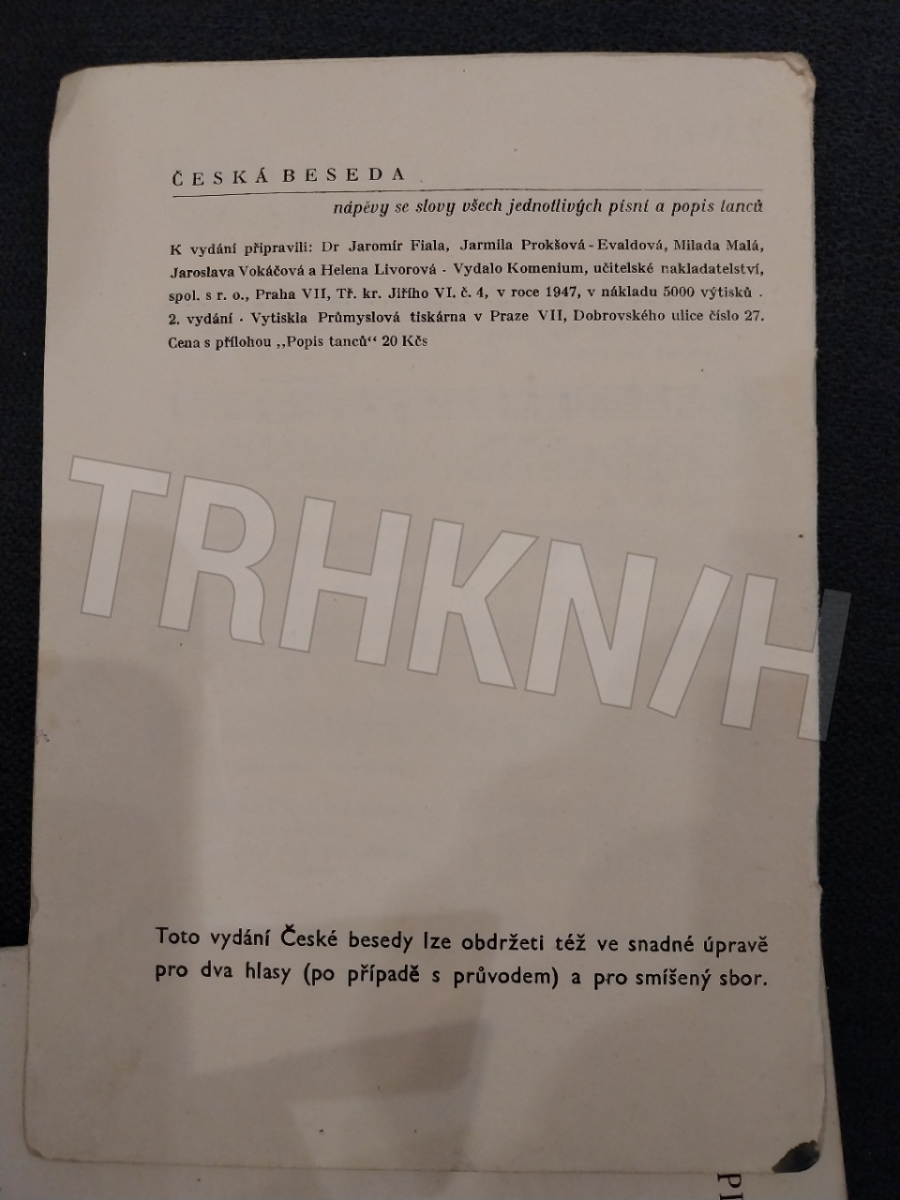 ČESKÁ BESEDA
nápěvy se slovy všech jednotlivých písní a popis tanců
K vydání připravili: Dr Jaromír Fiala, Jarmila Prokšová-Evaldová, Milada Malá,
Jaroslava Vokáčová a Helena Livorová · Vydalo Komenium, učitelské nakladatelství,
spol. s r. o., Praha VII, Tř. kr. Jiřího VI. č. 4, v roce 1947, v nákladu 5000 výtisků .
2. vydání · Vytiskla Průmyslová tiskárna v Praze VII, Dobrovského ulice číslo 27.
Cena s přílohou ,,Popis tanců“ 20 Kčs
TRHKN/H
Toto vydání České besedy lze obdržeti též ve snadné úpravě
pro dva hlasy (po případě s průvodem) a pro smíšený sbor.